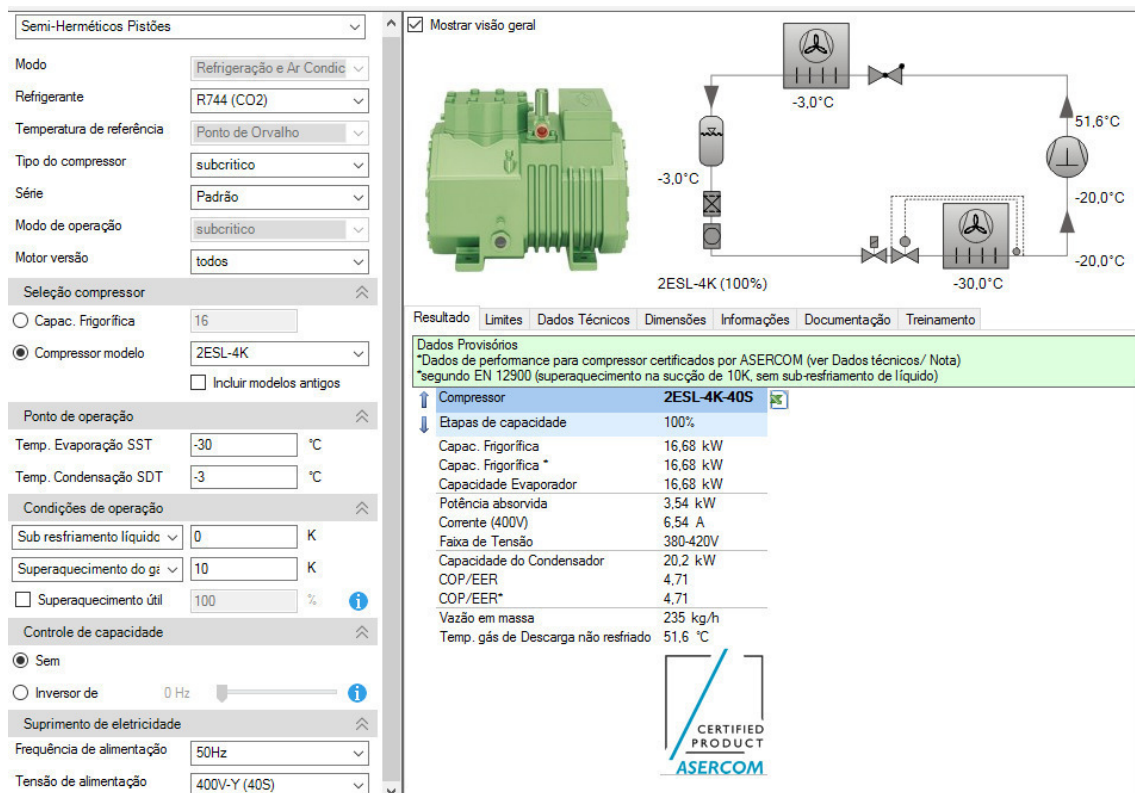 Semi-Herméticos Pistões
Modo Refrigeração e Ar Condic
Refrigerante R744 (CO2)
Temperatura de referência Ponto de Orvalho
Tipo do compressor subcritico
Série Padrão
Modo de operação subcritico
Motor versão todos
Seleção compressor
Capac. Frigorífica 16
Compressor modelo 2ESL-4K
Incluir modelos antigos
Ponto de operação
Temp. Evaporação SST -30 °C
Temp. Condensação SDT -3 °C
Condições de operação
Sub resfriamento líquidc 0 K
Superaquecimento do ga 10 K
Superaquecimento útil 100 %
Controle de capacidade
Sem
Inversor de 0 Hz
Suprimento de eletricidade
Frequência de alimentação 50Hz
Tensão de alimentação 400V-Y (40S)
Mostrar visão geral
-3,0°C
51,6°C
-3,0°C
-20,0°C
-20,0°C
2ESL-4K (100%)
-30,0°C
Resultado Limites Dados Técnicos Dimensões Informações Documentação Treinamento
Dados Provisórios
*Dados de performance para compressor certificados por ASERCOM (ver Dados técnicos/ Nota)
*segundo EN 12900 (superaquecimento na sucção de 10K, sem sub-resfriamento de líquido)
Compressor 2ESL-4K-40S
Etapas de capacidade 100%
Capac. Frigorífica 16,68 kW
Capac. Frigorífica * 16,68 kW
Capacidade Evaporador 16,68 kW
Potência absorvida 3,54 kW
Corrente (400V) 6,54 A
Faixa de Tensão 380-420V
Capacidade do Condensador 20,2 kW
COP/EER 4,71
COP/EER* 4,71
Vazão em massa 235 kg/h
Temp. gás de Descarga não resfriado 51,6 °C
CERTIFIED
PRODUCT
ASERCOM